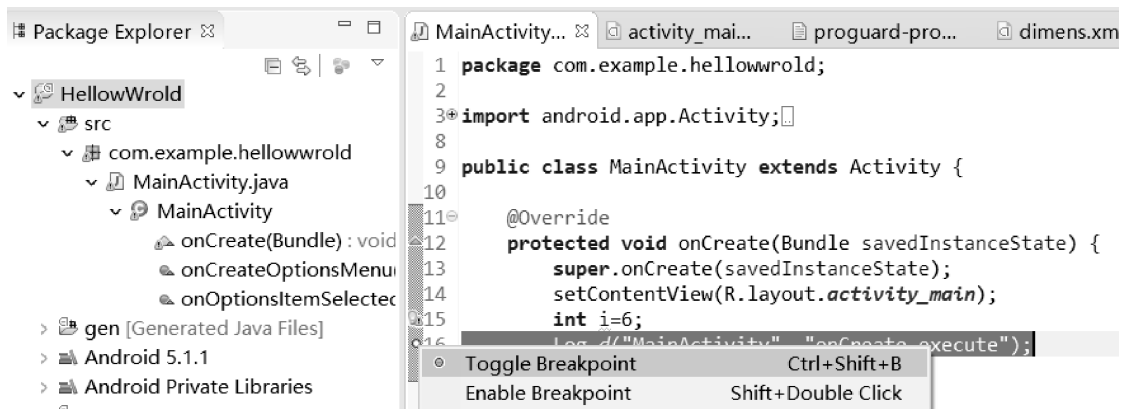 Package Explorer
HellowWrold
src
com.example.hellowwrold
MainActivity.java
MainActivity
onCreate(Bundle) : void
onCreateOptionsMenu(
onOptionsItemSelected
gen [Generated Java Files]
Android 5.1.1
Android Private Libraries
MainActivity... activity_mai... proguard-pro... dimens.xm
1 package com.example.hellowwrold;
2
3 import android.app.Activity;
8
9 public class MainActivity extends Activity {
10
11 @Override
12 protected void onCreate(Bundle savedInstanceState) {
13 super.onCreate(savedInstanceState);
14 setContentView(R.layout.activity_main);
15 int i=6;
16 Log.d("MainActivity", "onCreate execute");
Toggle Breakpoint Ctrl+Shift+B
Enable Breakpoint Shift+Double Click